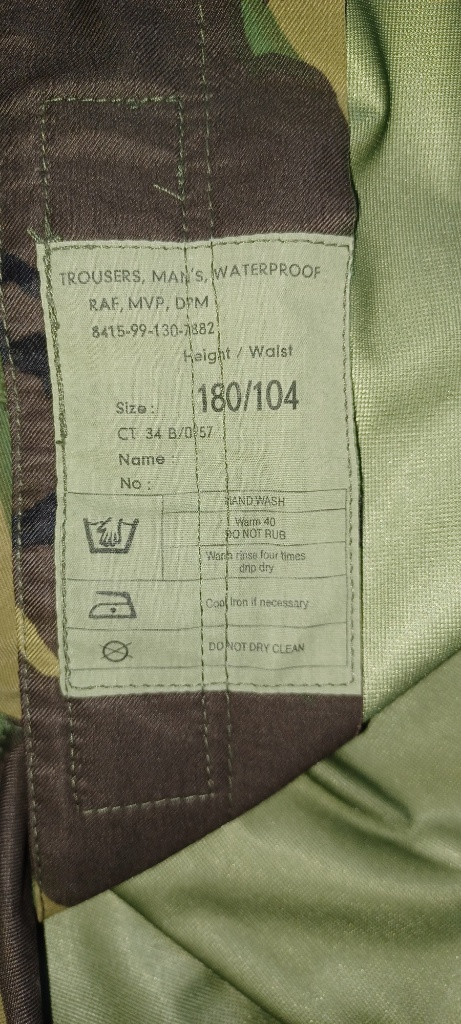 TROUSERS, MAN'S, WATERPROOF
RAF, MVP, DPM
8415-99-130-7882
Height / Waist
Size: 180/104
CT 34 B/0157
Name :
No :
HAND WASH
Warm 40
DO NOT RUB
Warm rinse four times
drip dry
Cool Iron if necessary
DO NOT DRY CLEAN